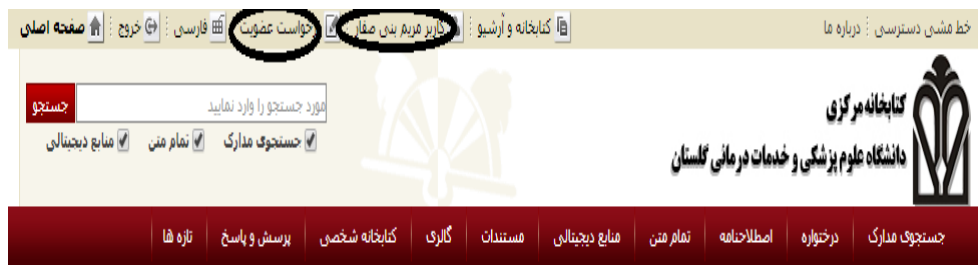 خط مشی دسترسی درباره ما
کتابخانه و آرشیو کاربر مریم بنی صفار درخواست عضویت فارسی خروج صفحه اصلی
کتابخانه مرکزی
دانشگاه علوم پزشکی و خدمات درمانی گلستان
مورد جستجو را وارد نمایید جستجو
جستجوی مدارک تمام متن منابع دیجیتالی
جستجوی مدارک درختواره اصطلاحنامه تمام متن منابع دیجیتالی مستندات گالری کتابخانه شخصی پرسش و پاسخ تازه ها